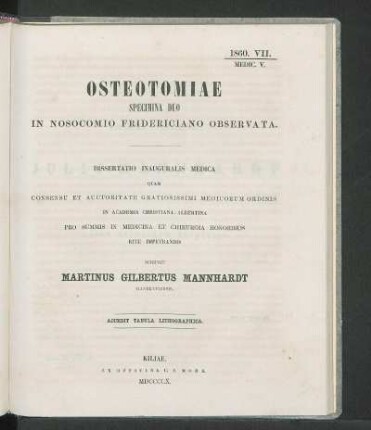 1860. VII.
MEDIC. V.
OSTEOTOMIAE
SPECIMINA DUO
IN NOSOCOMIO FRIDERICIANO OBSERVATA.
DISSERTATIO INAUGURALIS MEDICA
QUAM
CONSENSU ET AUCTORITATE GRATIOSISSIMI MEDICORUM ORDINIS
IN ACADEMIA CHRISTIANA ALBERTINA
PRO SUMMIS IN MEDICINA ET CHIRURGIA HONORIBUS
RITE IMPETRANDIS
SCRIPSIT
MARTINUS GILBERTUS MANNHARDT
ACCEDIT TABULA LITHOGRAPHICA.
KILIAE,
EX OFFICINA C. F. MOHR.
MDCCCLX.